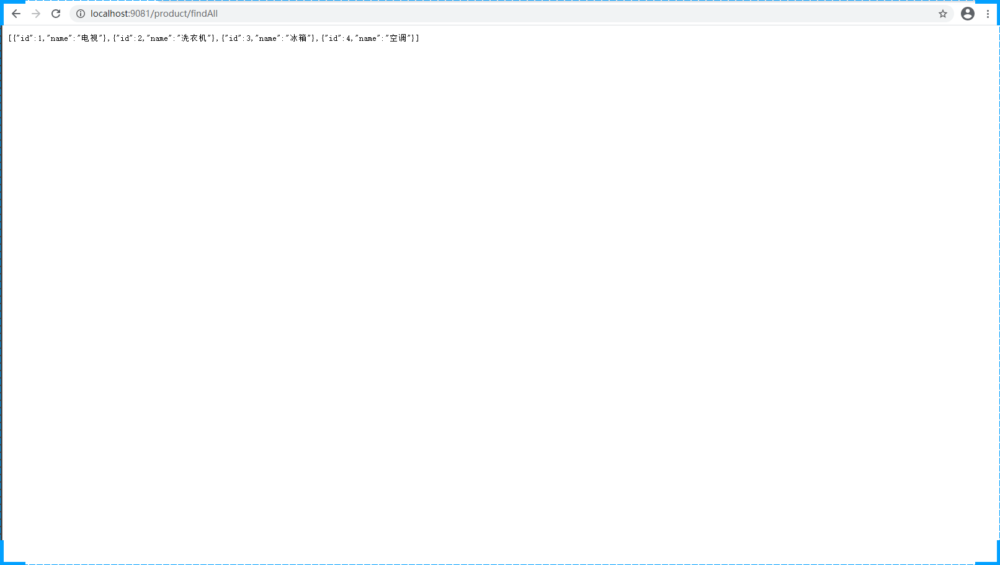 localhost:9081/product/findAll
[{"id":1,"name":"电视"},{"id":2,"name":"洗衣机"},{"id":3,"name":"冰箱"},{"id":4,"name":"空调"}]